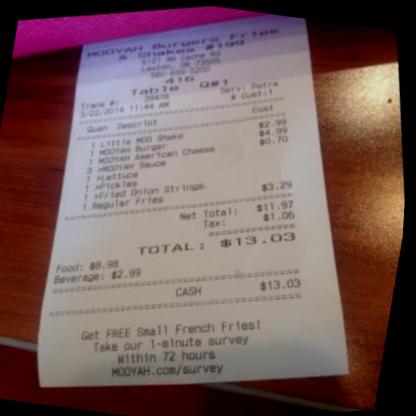 MOOYAH Burgers Fries
& Shakes #199
6121 NW Cache Rd
Lawton, OK 73505
580-699-5200
416
Table Q#1
Trans #: 39416 Serv: Petra
3/22/2014 11:44 AM # Cust:1
Quan Descript Cost
1 Little MOO Shake $2.99
1 MOOYAH Burger $4.99
1 MOOYAH American Cheese $0.70
3 >MOOYAH Sauce
1 >Lettuce
1 >Pickles
1 >Fried Onion Strings
1 Regular Fries $3.29
Net Total: $11.97
Tax: $1.06
TOTAL: $13.03
Food: $8.98
Beverage: $2.99
CASH $13.03
Get FREE Small French Fries!
Take our 1-minute survey
Within 72 hours
MOOYAH.com/survey